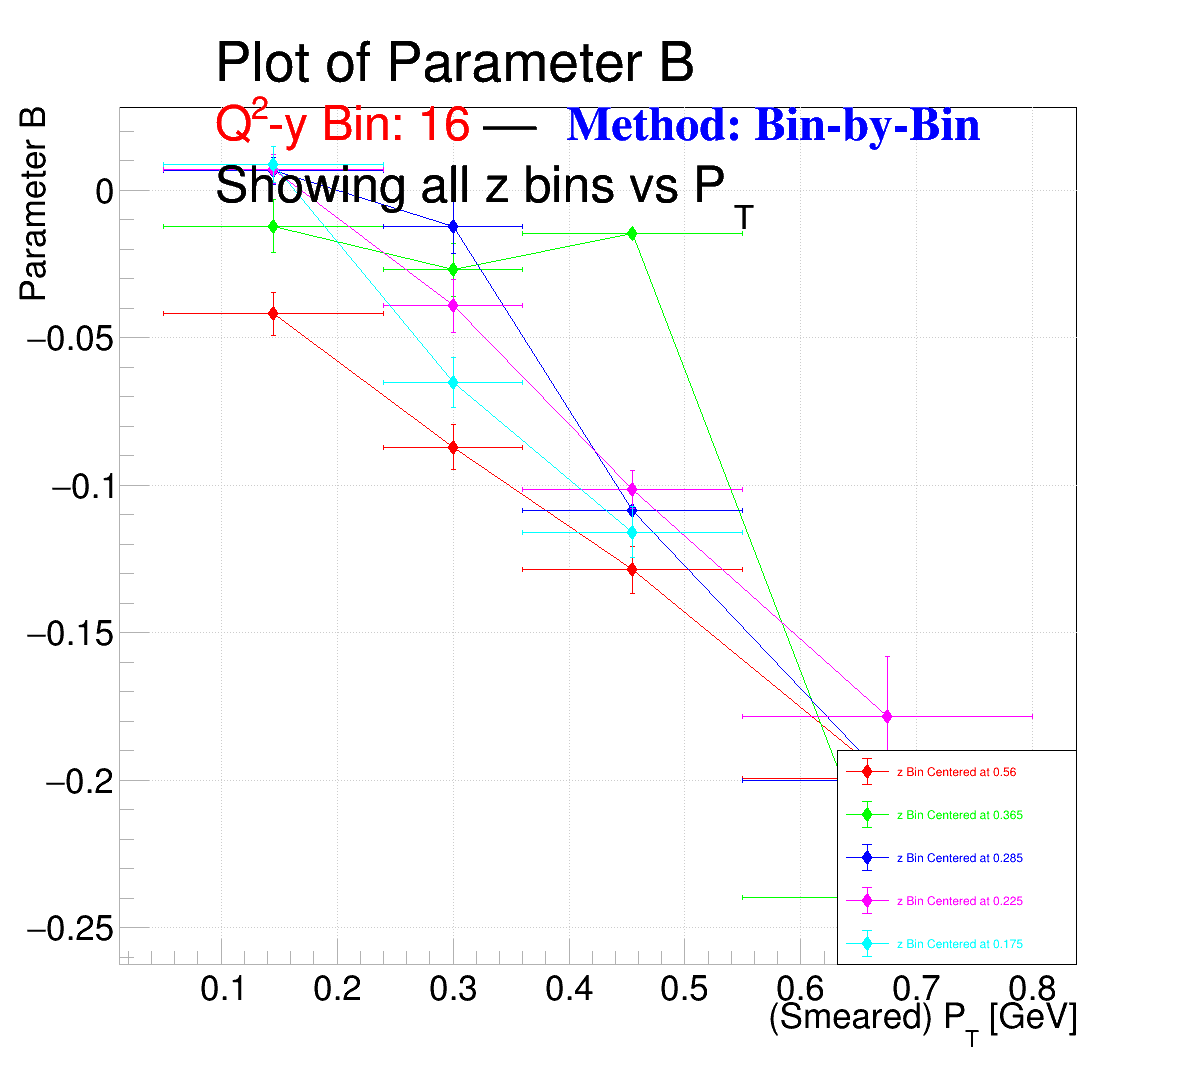 Plot of Parameter B
Q²-y Bin: 16 — Method: Bin-by-Bin
Showing all z bins vs P_T
Parameter B
0
−0.05
−0.1
−0.15
−0.2
−0.25
z Bin Centered at 0.56
z Bin Centered at 0.365
z Bin Centered at 0.285
z Bin Centered at 0.225
z Bin Centered at 0.175
0.1 0.2 0.3 0.4 0.5 0.6 0.7 0.8
(Smeared) P_T [GeV]